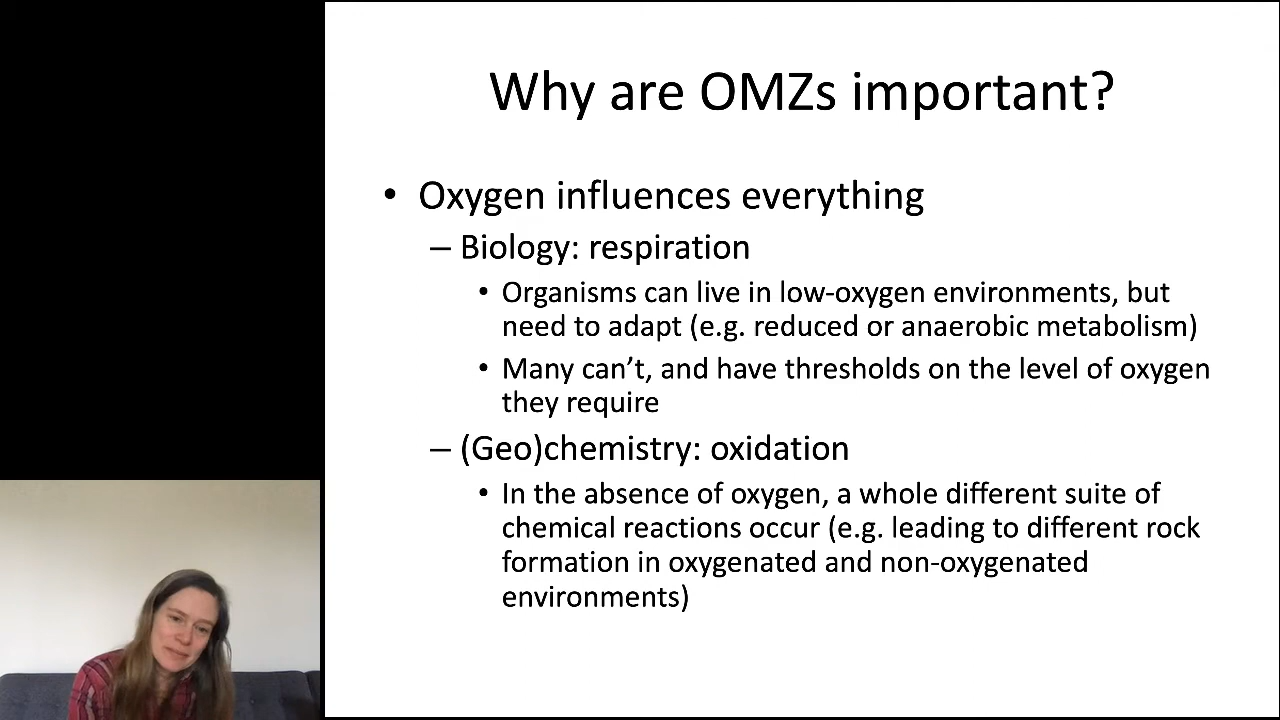 Why are OMZs important?
• Oxygen influences everything
– Biology: respiration
• Organisms can live in low-oxygen environments, but
need to adapt (e.g. reduced or anaerobic metabolism)
• Many can’t, and have thresholds on the level of oxygen
they require
– (Geo)chemistry: oxidation
• In the absence of oxygen, a whole different suite of
chemical reactions occur (e.g. leading to different rock
formation in oxygenated and non-oxygenated
environments)